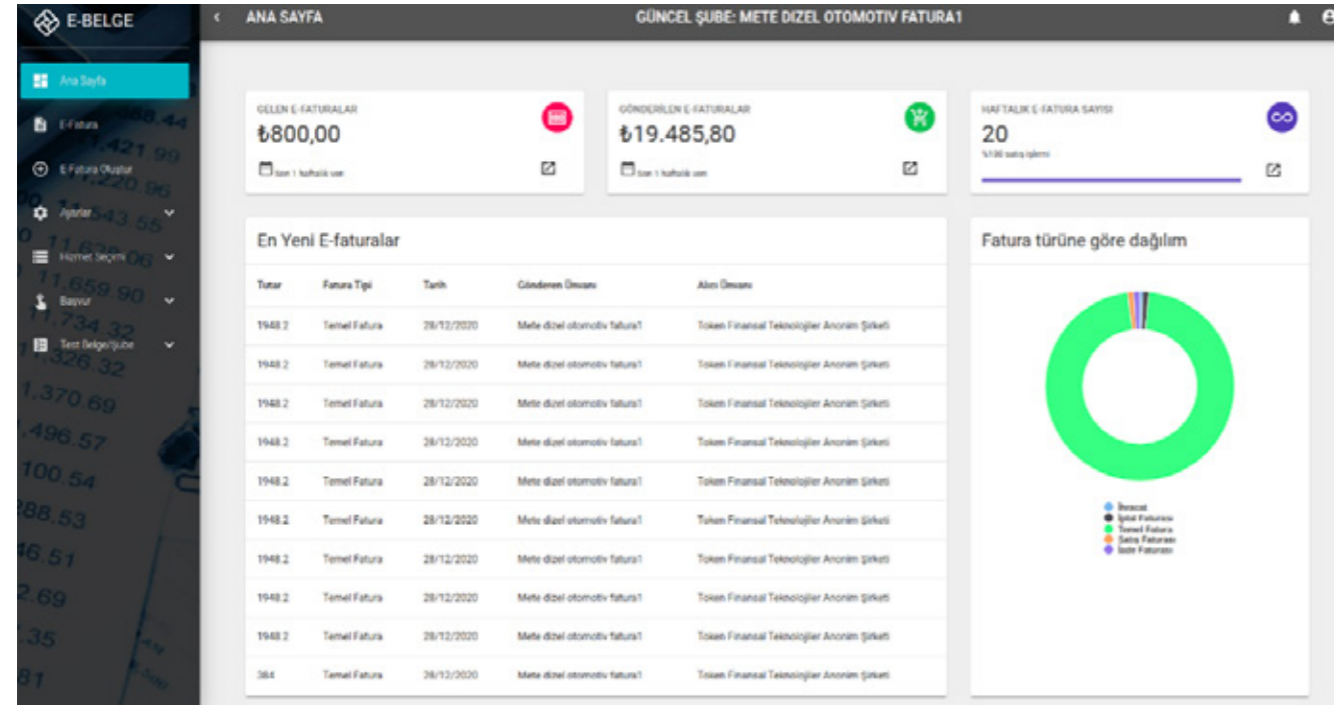 E-BELGE
ANA SAYFA
GÜNCEL ŞUBE: METE DIZEL OTOMOTIV FATURA1
Ana Sayfa
E-Fatura
E-Fatura Oluştur
Ayarlar
Hizmet Seçimi
Başvur
Test Belge/Şube
GELEN E-FATURALAR
₺800,00
Son 1 haftalık veri
GÖNDERİLEN E-FATURALAR
₺19.485,80
Son 1 haftalık veri
HAFTALIK E-FATURA SAYISI
20
%100 satış işlemi
En Yeni E-faturalar
Tutar Fatura Tipi Tarih Gönderen Ünvanı Alıcı Ünvanı
1948.2 Temel Fatura 28/12/2020 Mete dizel otomotiv fatura1 Token Finansal Teknolojiler Anonim Şirketi
1948.2 Temel Fatura 28/12/2020 Mete dizel otomotiv fatura1 Token Finansal Teknolojiler Anonim Şirketi
1948.2 Temel Fatura 28/12/2020 Mete dizel otomotiv fatura1 Token Finansal Teknolojiler Anonim Şirketi
1948.2 Temel Fatura 28/12/2020 Mete dizel otomotiv fatura1 Token Finansal Teknolojiler Anonim Şirketi
1948.2 Temel Fatura 28/12/2020 Mete dizel otomotiv fatura1 Token Finansal Teknolojiler Anonim Şirketi
1948.2 Temel Fatura 28/12/2020 Mete dizel otomotiv fatura1 Token Finansal Teknolojiler Anonim Şirketi
1948.2 Temel Fatura 28/12/2020 Mete dizel otomotiv fatura1 Token Finansal Teknolojiler Anonim Şirketi
1948.2 Temel Fatura 28/12/2020 Mete dizel otomotiv fatura1 Token Finansal Teknolojiler Anonim Şirketi
1948.2 Temel Fatura 28/12/2020 Mete dizel otomotiv fatura1 Token Finansal Teknolojiler Anonim Şirketi
384 Temel Fatura 28/12/2020 Mete dizel otomotiv fatura1 Token Finansal Teknolojiler Anonim Şirketi
Fatura türüne göre dağılım
İhracat
İptal Faturası
Temel Fatura
Satış Faturası
İade Faturası